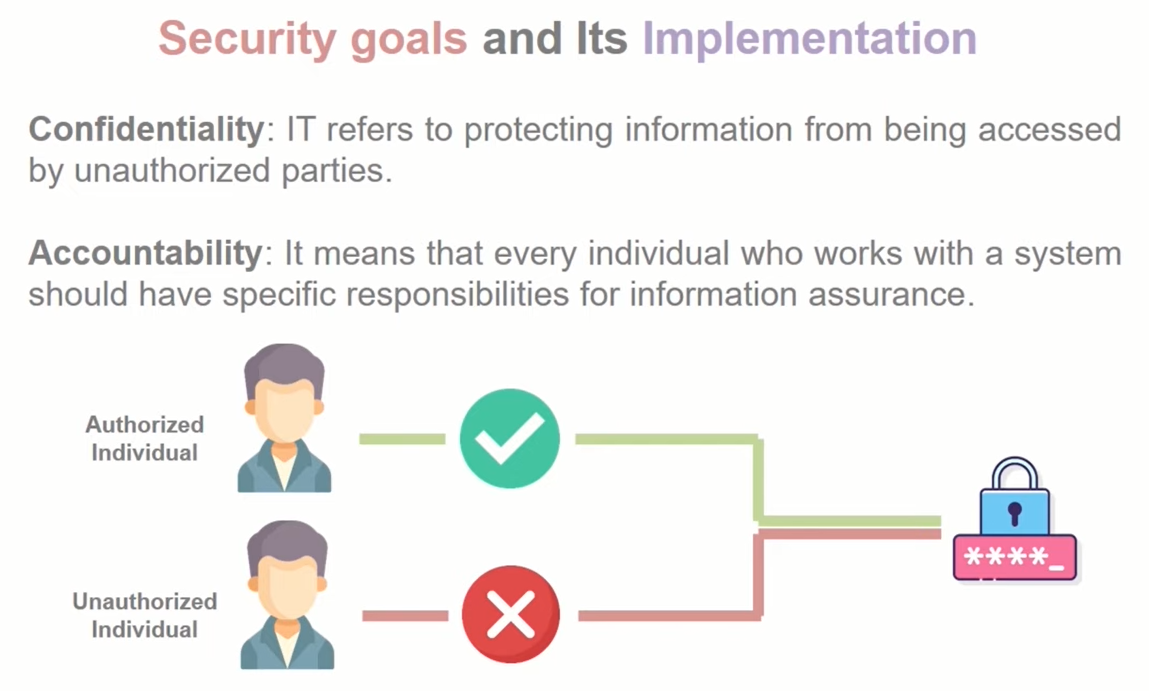 Security goals and Its Implementation
Confidentiality: IT refers to protecting information from being accessed
by unauthorized parties.
Accountability: It means that every individual who works with a system
should have specific responsibilities for information assurance.
Authorized
Individual
****_
Unauthorized
Individual